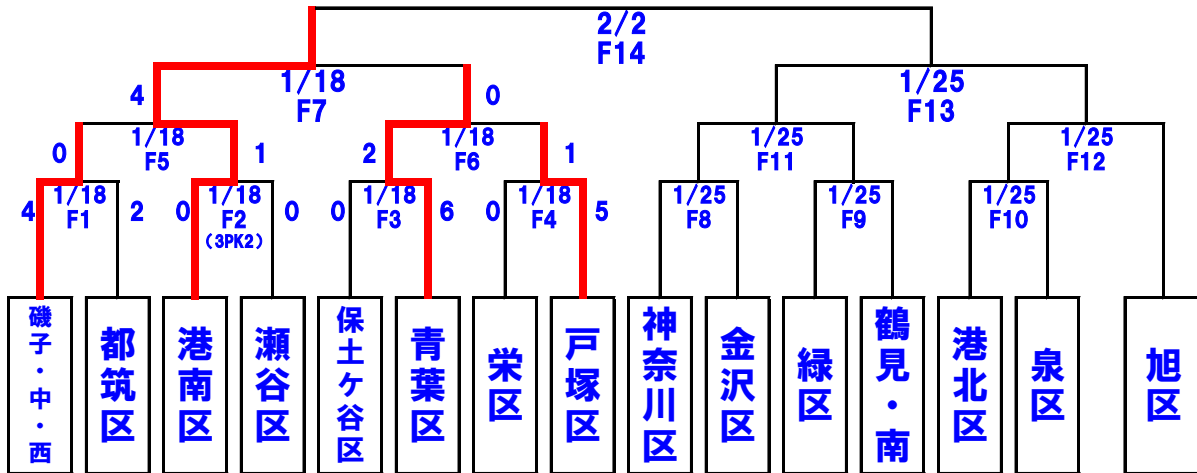 2/2
F14
4
1/18
F7
0
1/25
F13
0
1/18
F5
1
2
1/18
F6
1
1/25
F11
1/25
F12
4
1/18
F1
2
0
1/18
F2
(3PK2)
0
0
1/18
F3
6
0
1/18
F4
5
1/25
F8
1/25
F9
1/25
F10
磯子・中・西
都筑区
港南区
瀬谷区
保土ケ谷区
青葉区
栄区
戸塚区
神奈川区
金沢区
緑区
鶴見・南
港北区
泉区
旭区